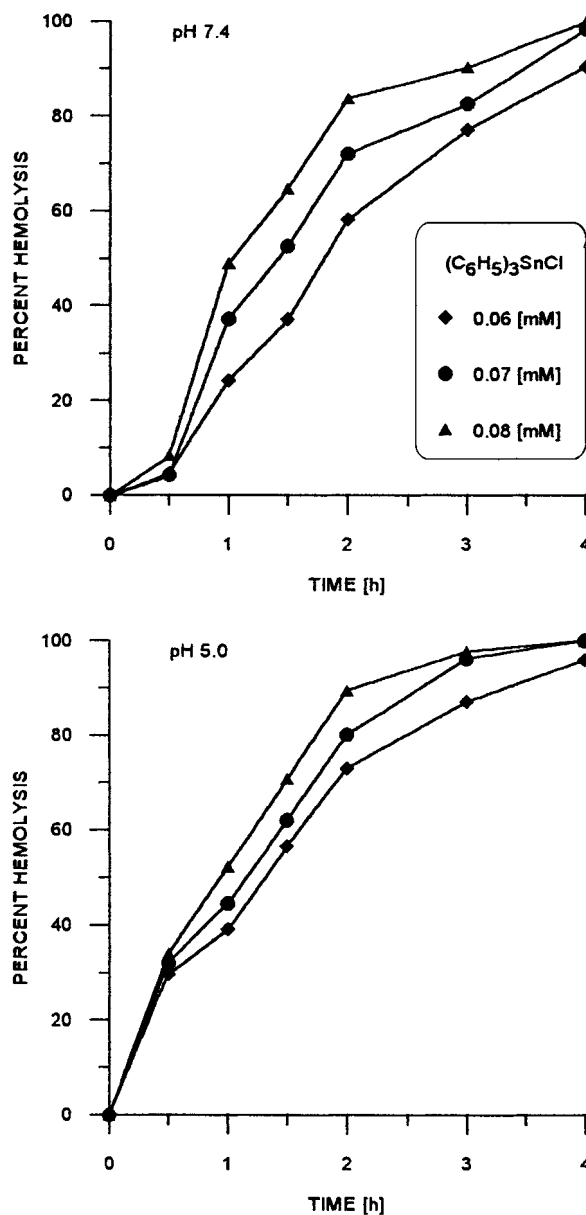 pH 7.4
PERCENT HEMOLYSIS
100
80
60
40
20
0
(C₆H₅)₃SnCl
0.06 [mM]
0.07 [mM]
0.08 [mM]
0 1 2 3 4
TIME [h]
pH 5.0
PERCENT HEMOLYSIS
100
80
60
40
20
0
0 1 2 3 4
TIME [h]